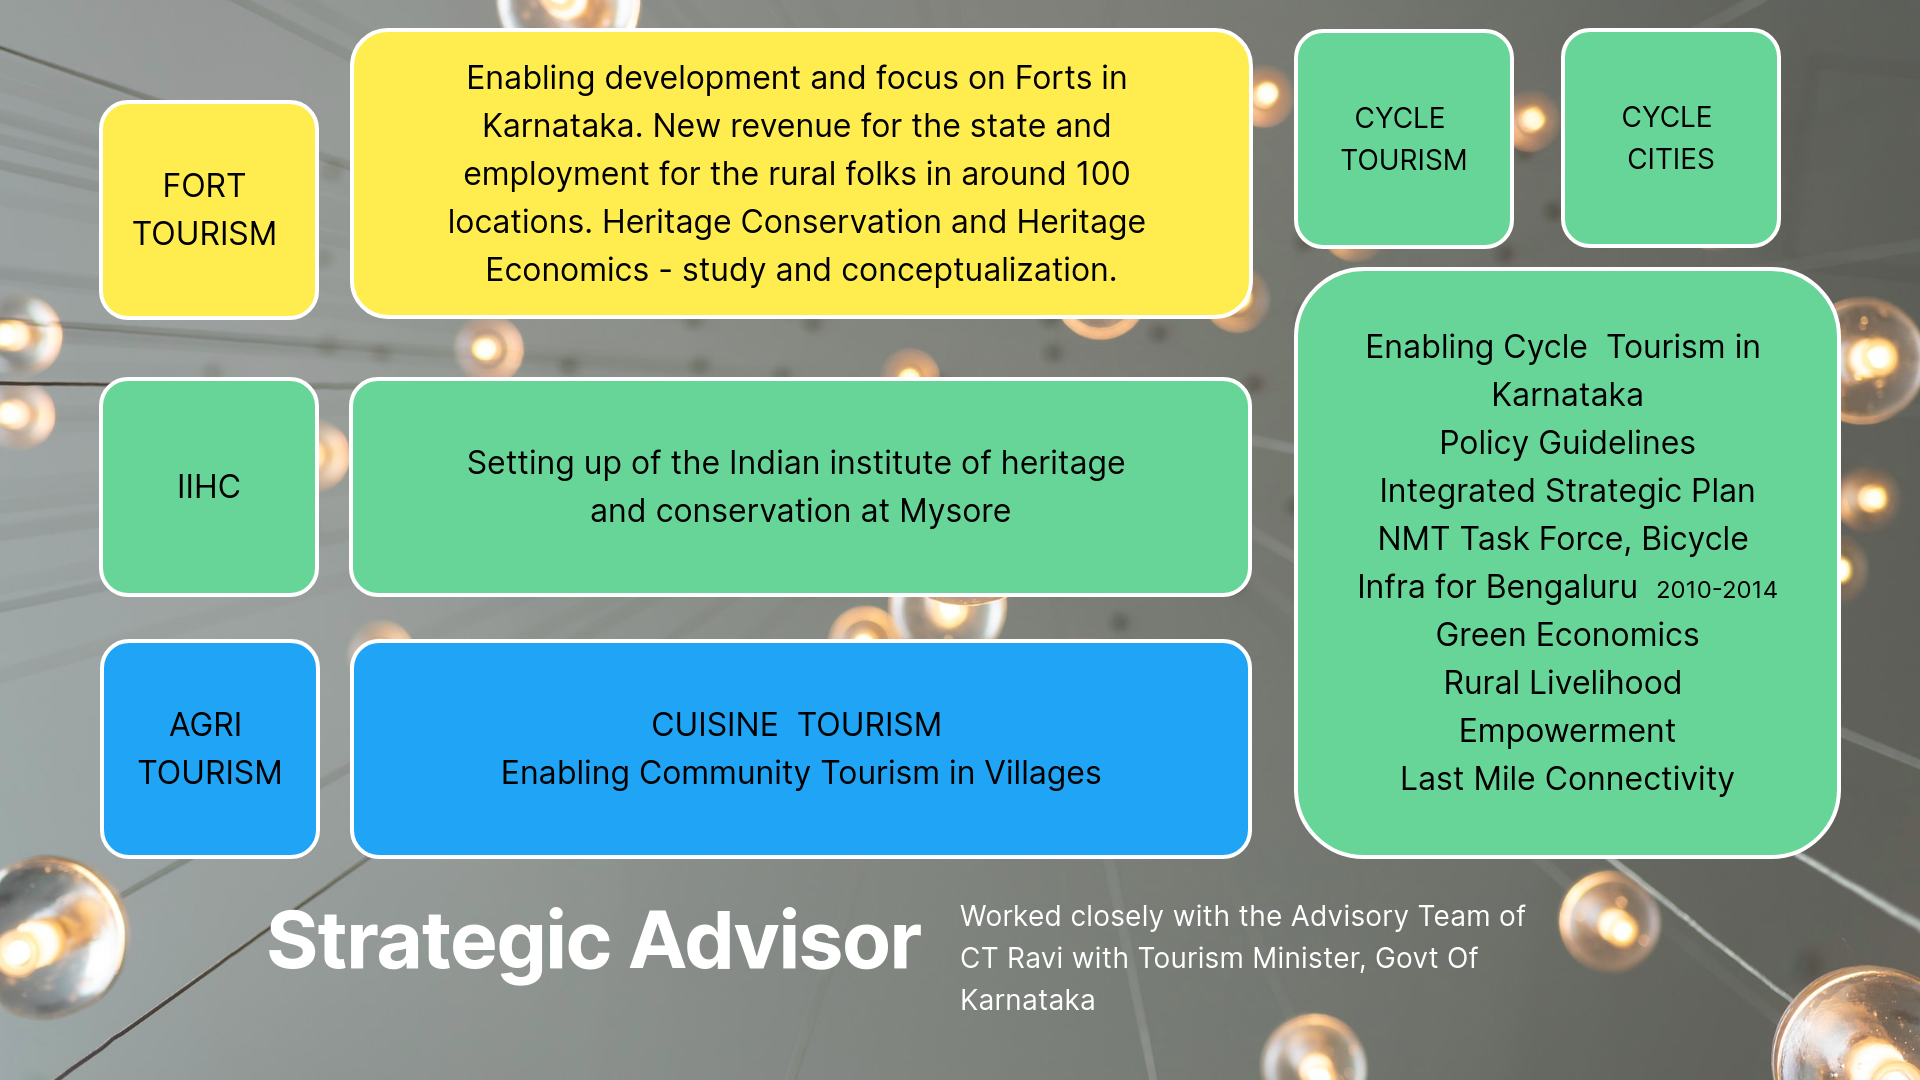 FORT
TOURISM
Enabling development and focus on Forts in
Karnataka. New revenue for the state and
employment for the rural folks in around 100
locations. Heritage Conservation and Heritage
Economics - study and conceptualization.
IIHC
Setting up of the Indian institute of heritage
and conservation at Mysore
AGRI
TOURISM
CUISINE TOURISM
Enabling Community Tourism in Villages
CYCLE
TOURISM
CYCLE
CITIES
Enabling Cycle Tourism in
Karnataka
Policy Guidelines
Integrated Strategic Plan
NMT Task Force, Bicycle
Infra for Bengaluru 2010-2014
Green Economics
Rural Livelihood
Empowerment
Last Mile Connectivity
Strategic Advisor
Worked closely with the Advisory Team of
CT Ravi with Tourism Minister, Govt Of
Karnataka